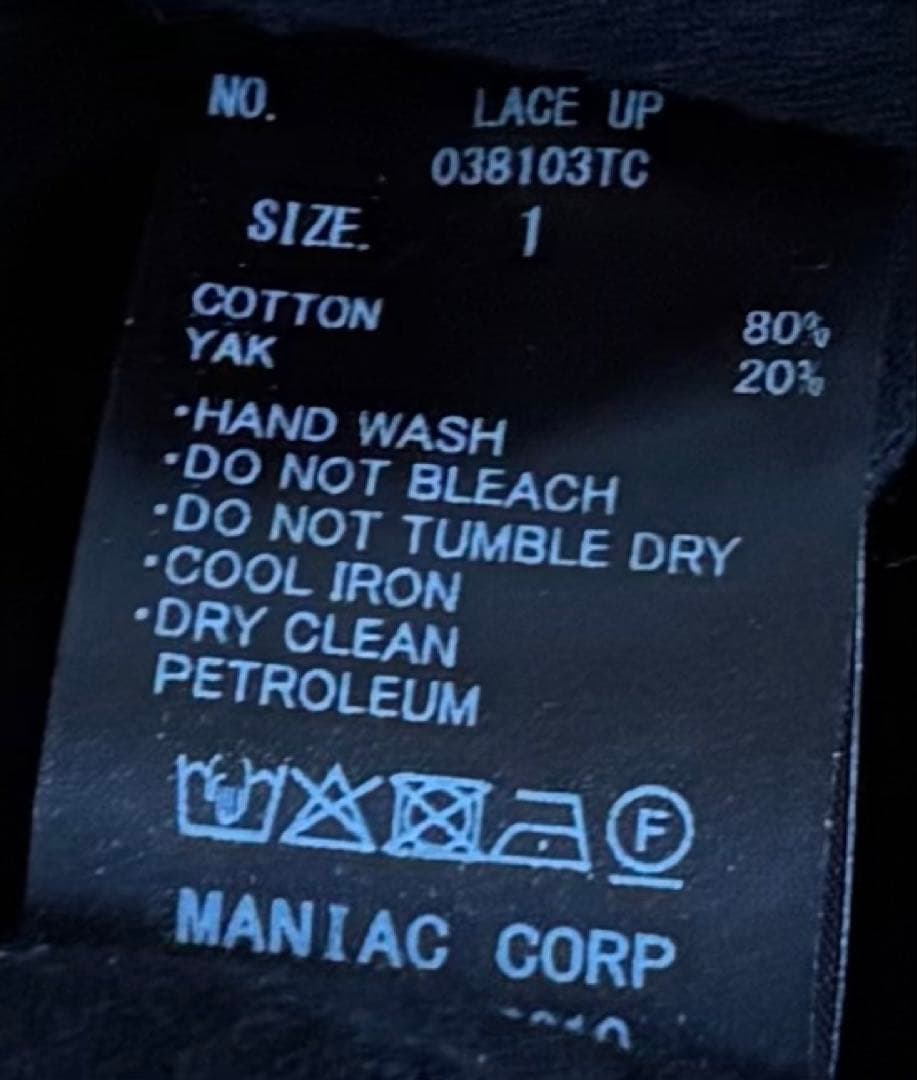 NO. LACE UP
038103TC
SIZE. 1
COTTON 80%
YAK 20%
・HAND WASH
・DO NOT BLEACH
・DO NOT TUMBLE DRY
・COOL IRON
・DRY CLEAN
PETROLEUM
F
MANIAC CORP